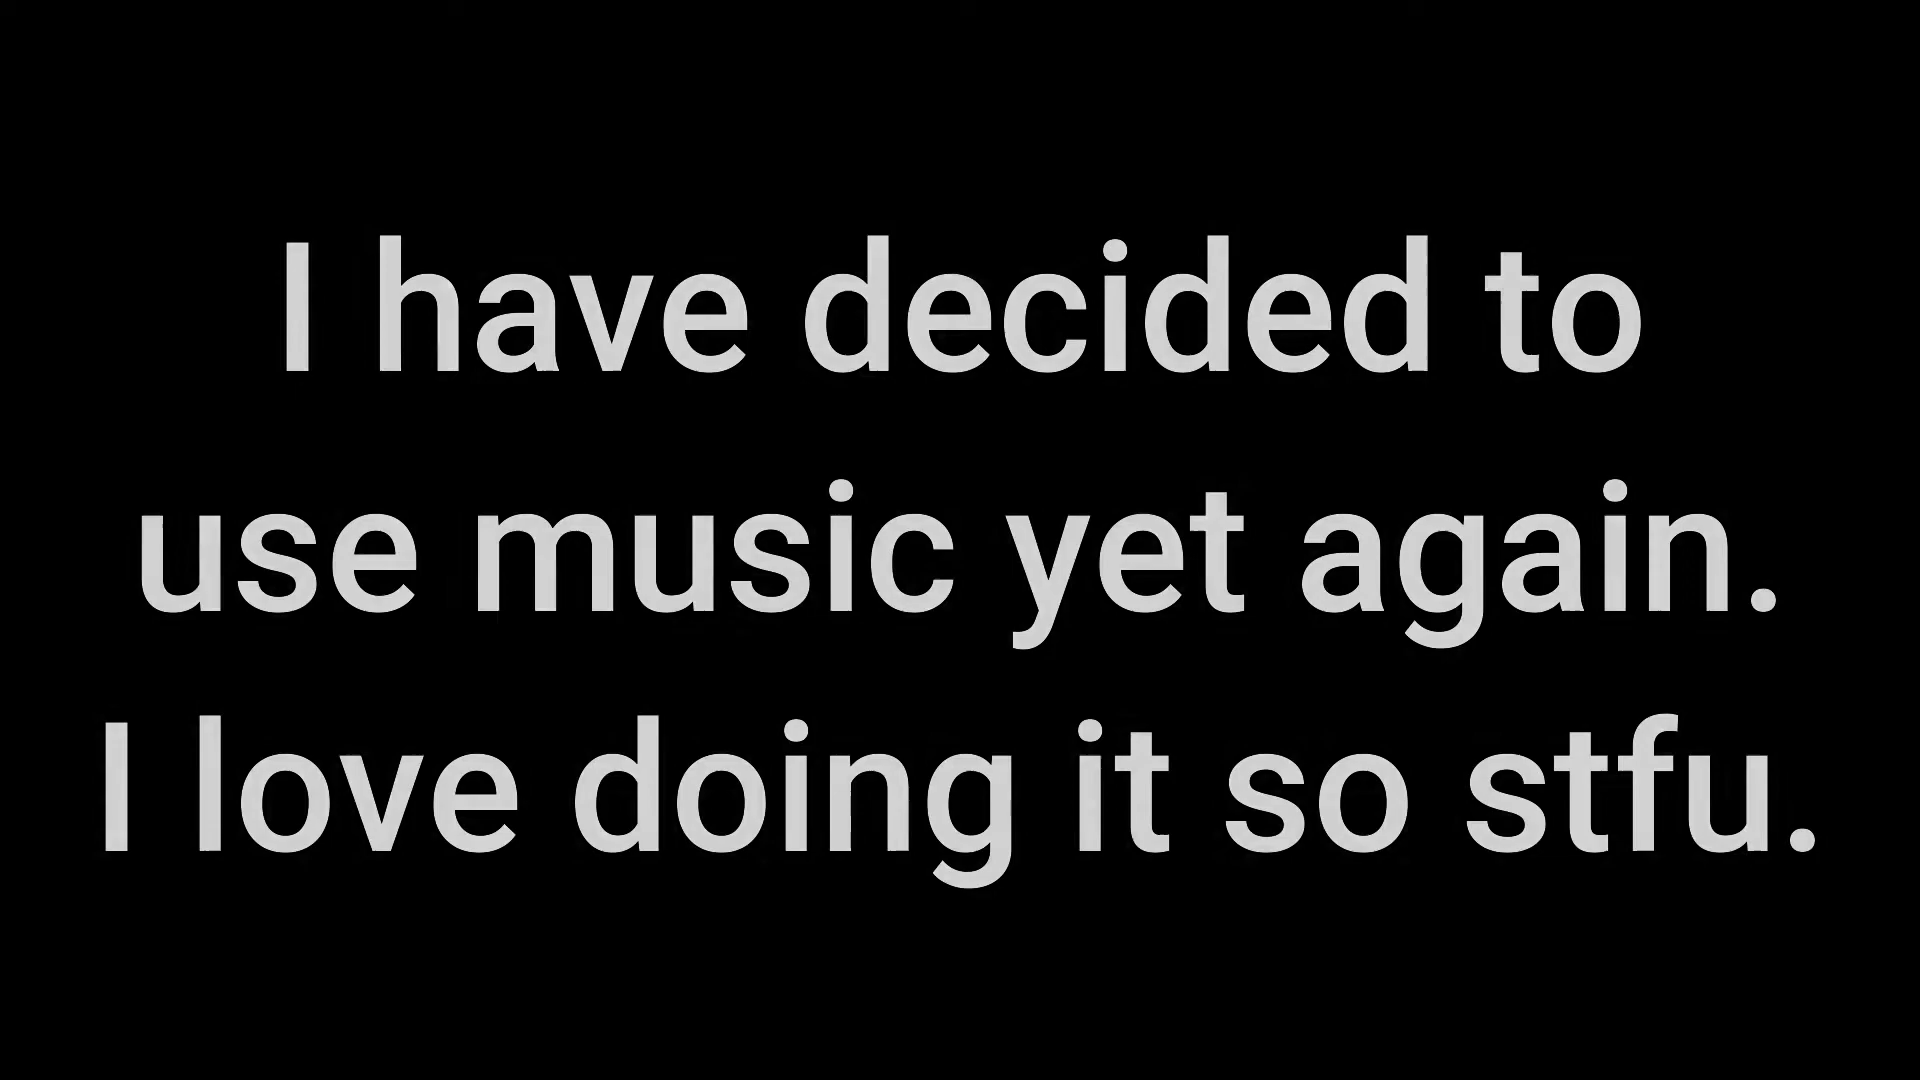 I have decided to
use music yet again.
I love doing it so stfu.